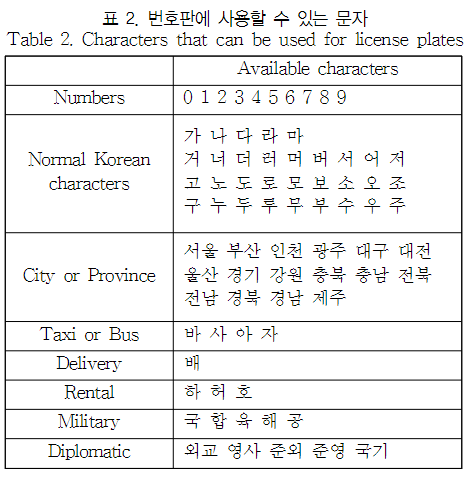 표 2. 번호판에 사용할 수 있는 문자
Table 2. Characters that can be used for license plates
Available characters
Numbers 0 1 2 3 4 5 6 7 8 9
Normal Korean characters
가 나 다 라 마
거 너 더 러 머 버 서 어 저
고 노 도 로 모 보 소 오 조
구 누 두 루 무 부 수 우 주
City or Province
서울 부산 인천 광주 대구 대전
울산 경기 강원 충북 충남 전북
전남 경북 경남 제주
Taxi or Bus 바 사 아 자
Delivery 배
Rental 하 허 호
Military 국 합 육 해 공
Diplomatic 외교 영사 준외 준영 국기